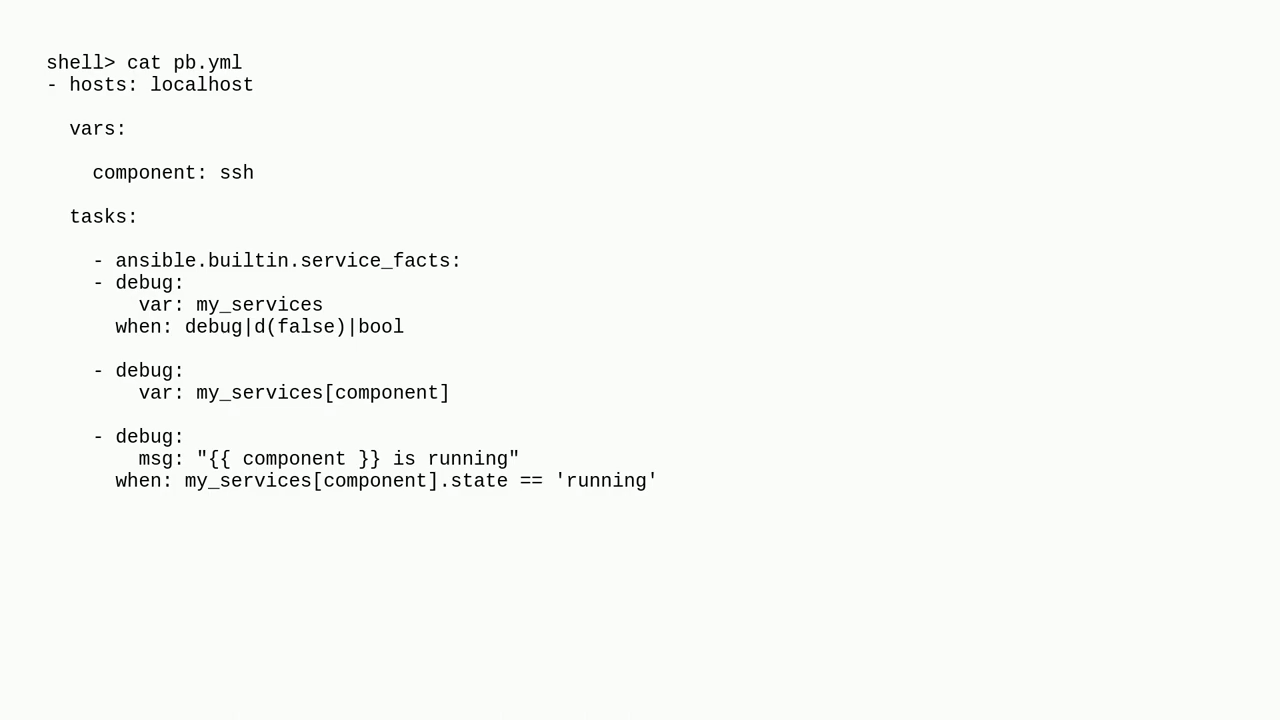 shell> cat pb.yml
- hosts: localhost

  vars:

    component: ssh

  tasks:

    - ansible.builtin.service_facts:
    - debug:
        var: my_services
      when: debug|d(false)|bool

    - debug:
        var: my_services[component]

    - debug:
        msg: "{{ component }} is running"
      when: my_services[component].state == 'running'